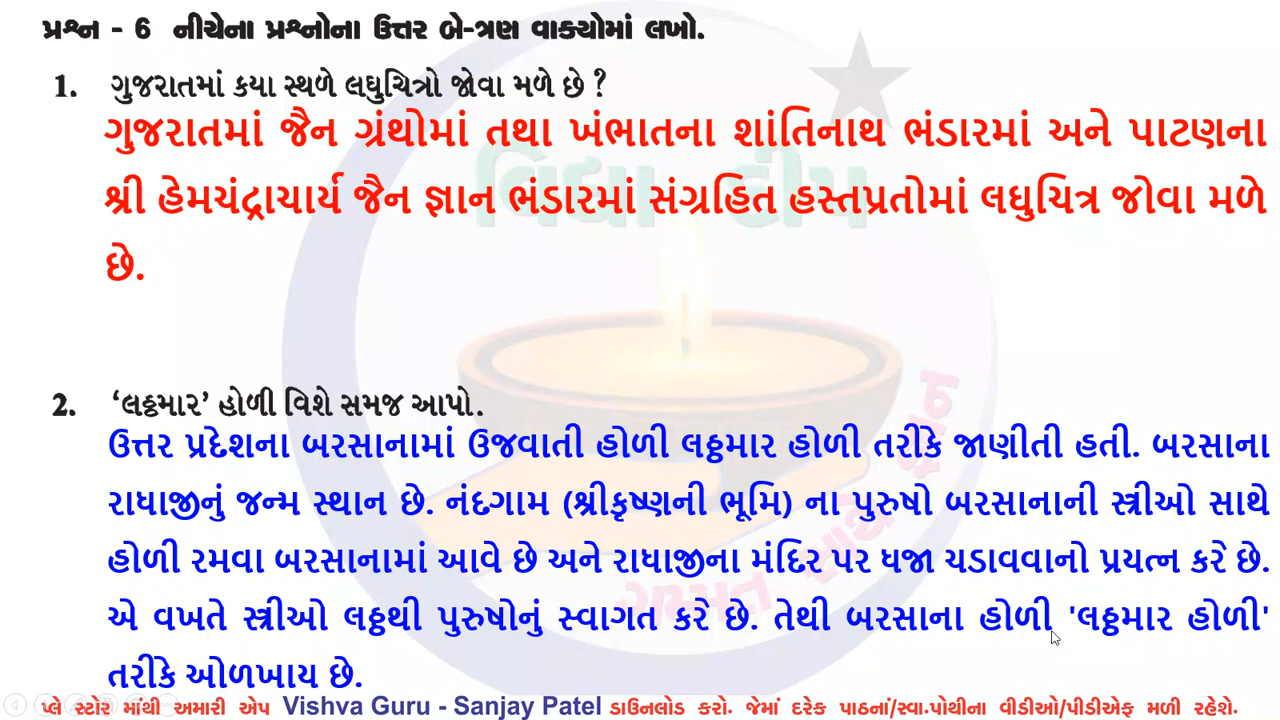 પ્રશ્ન - 6 નીચેના પ્રશ્નોના ઉત્તર બે-ત્રણ વાક્યોમાં લખો.
1. ગુજરાતમાં કયા સ્થળે લઘુચિત્રો જોવા મળે છે ?
ગુજરાતમાં જૈન ગ્રંથોમાં તથા ખંભાતના શાંતિનાથ ભંડારમાં અને પાટણના
શ્રી હેમચંદ્રાચાર્ય જૈન જ્ઞાન ભંડારમાં સંગ્રહિત હસ્તપ્રતોમાં લઘુચિત્ર જોવા મળે
છે.
વિદ્યા દીપ
2. ‘લઠ્ઠમાર’ હોળી વિશે સમજ આપો.
ઉત્તર પ્રદેશના બરસાનામાં ઉજવાતી હોળી લઠ્ઠમાર હોળી તરીકે જાણીતી હતી. બરસાના
રાધાજીનું જન્મ સ્થાન છે. નંદગામ (શ્રીકૃષ્ણની ભૂમિ) ના પુરુષો બરસાનાની સ્ત્રીઓ સાથે
હોળી રમવા બરસાનામાં આવે છે અને રાધાજીના મંદિર પર ધજા ચડાવવાનો પ્રયત્ન કરે છે.
એ વખતે સ્ત્રીઓ લઠ્ઠથી પુરુષોનું સ્વાગત કરે છે. તેથી બરસાના હોળી 'લઠ્ઠમાર હોળી'
તરીકે ઓળખાય છે.
પ્લે સ્ટોર માંથી અમારી એપ Vishva Guru - Sanjay Patel ડાઉનલોડ કરો. જેમાં દરેક પાઠનાં/સ્વા.પોથીના વીડીઓ/પીડીએફ મળી રહેશે.